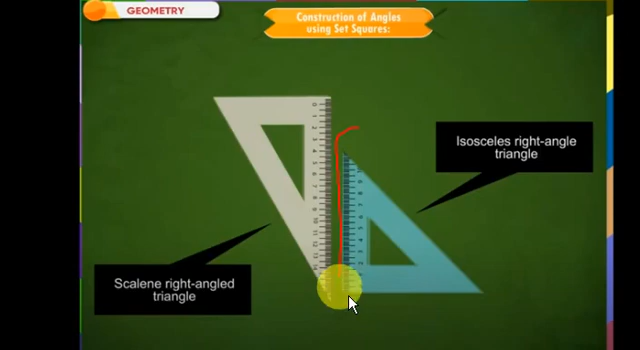 GEOMETRY
Construction of Angles
using Set Squares:
Isosceles right-angle
triangle
Scalene right-angled
triangle